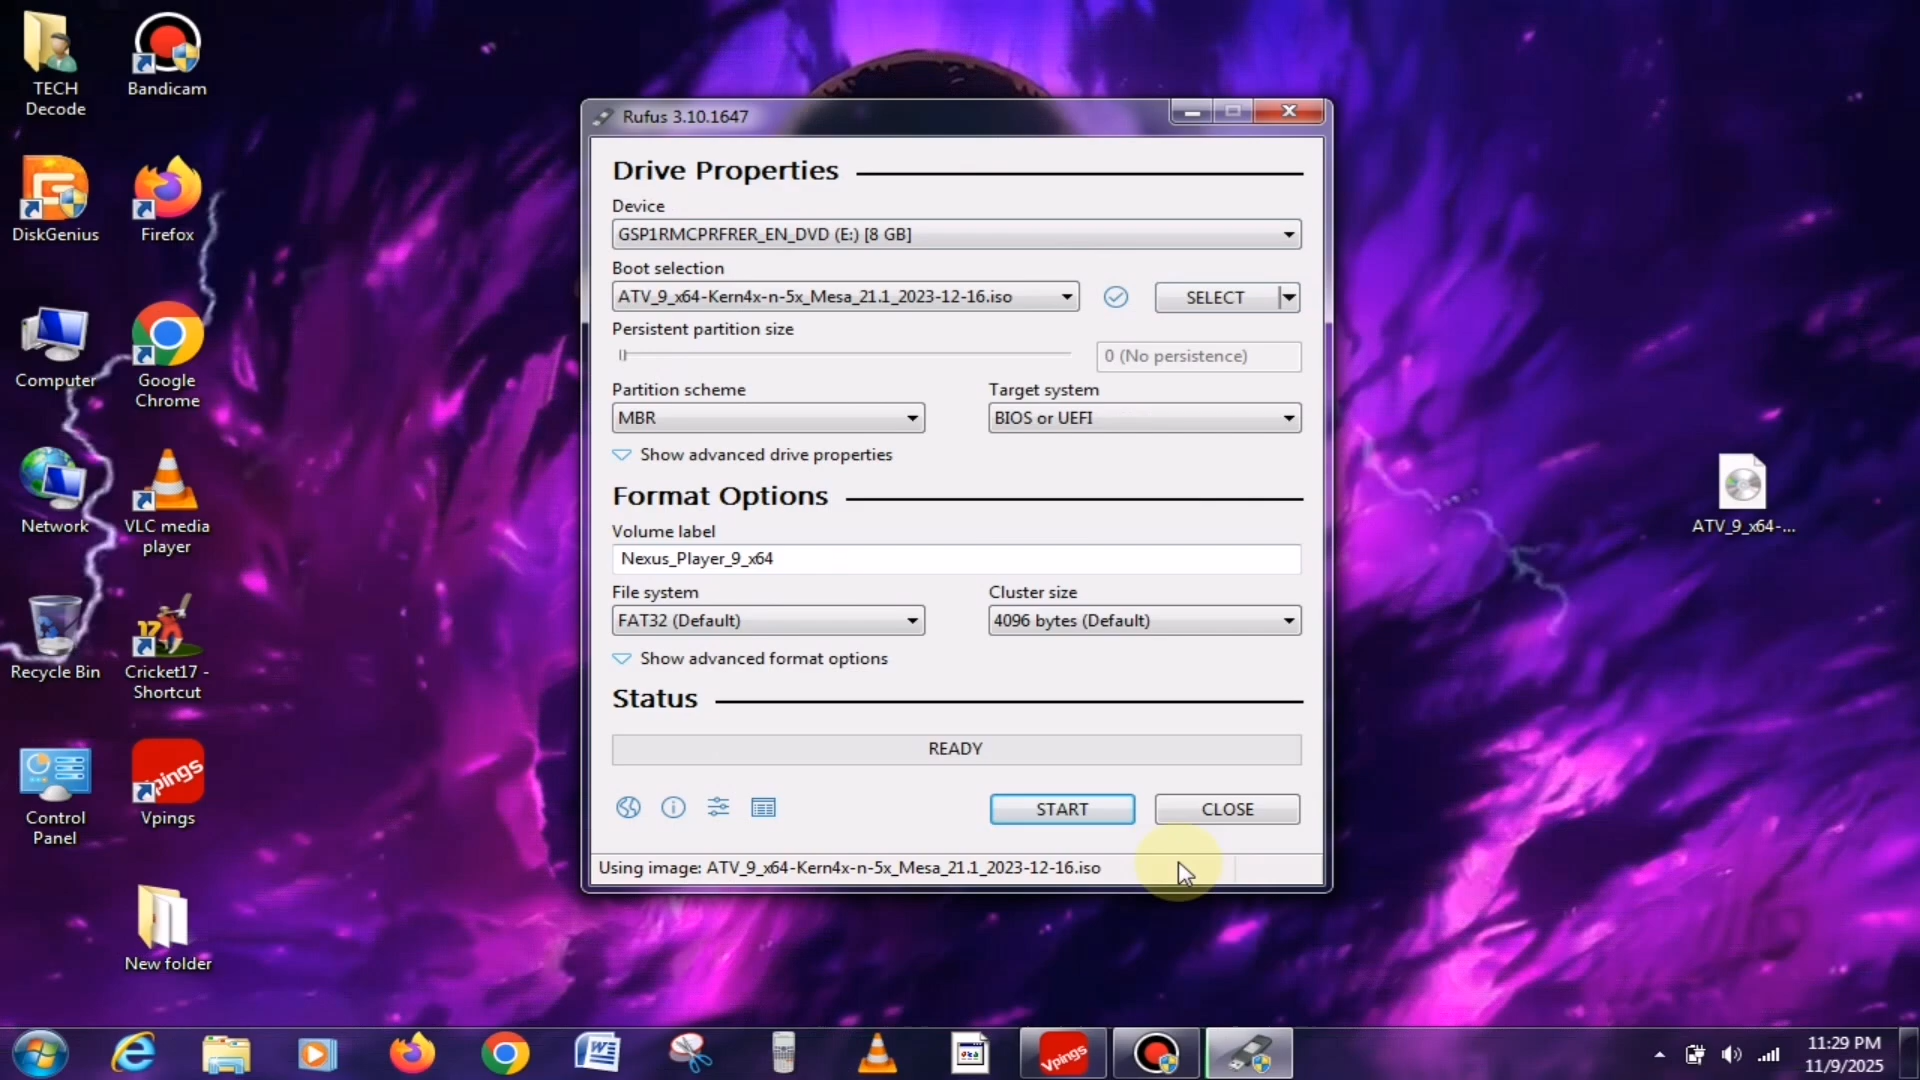 TECH
Decode
Bandicam
DiskGenius
Firefox
Computer
Google
Chrome
Network
VLC media
player
Recycle Bin
Cricket17 -
Shortcut
Control
Panel
Vpings
Vpings
New folder
Rufus 3.10.1647
Drive Properties
Device
GSP1RMCPRFRER_EN_DVD (E:) [8 GB]
Boot selection
ATV_9_x64-Kern4x-n-5x_Mesa_21.1_2023-12-16.iso
SELECT
Persistent partition size
0 (No persistence)
Partition scheme
Target system
MBR
BIOS or UEFI
Show advanced drive properties
Format Options
Volume label
Nexus_Player_9_x64
File system
Cluster size
FAT32 (Default)
4096 bytes (Default)
Show advanced format options
Status
READY
START
CLOSE
Using image: ATV_9_x64-Kern4x-n-5x_Mesa_21.1_2023-12-16.iso
ATV_9_x64-...
Vpings
11:29 PM
11/9/2025